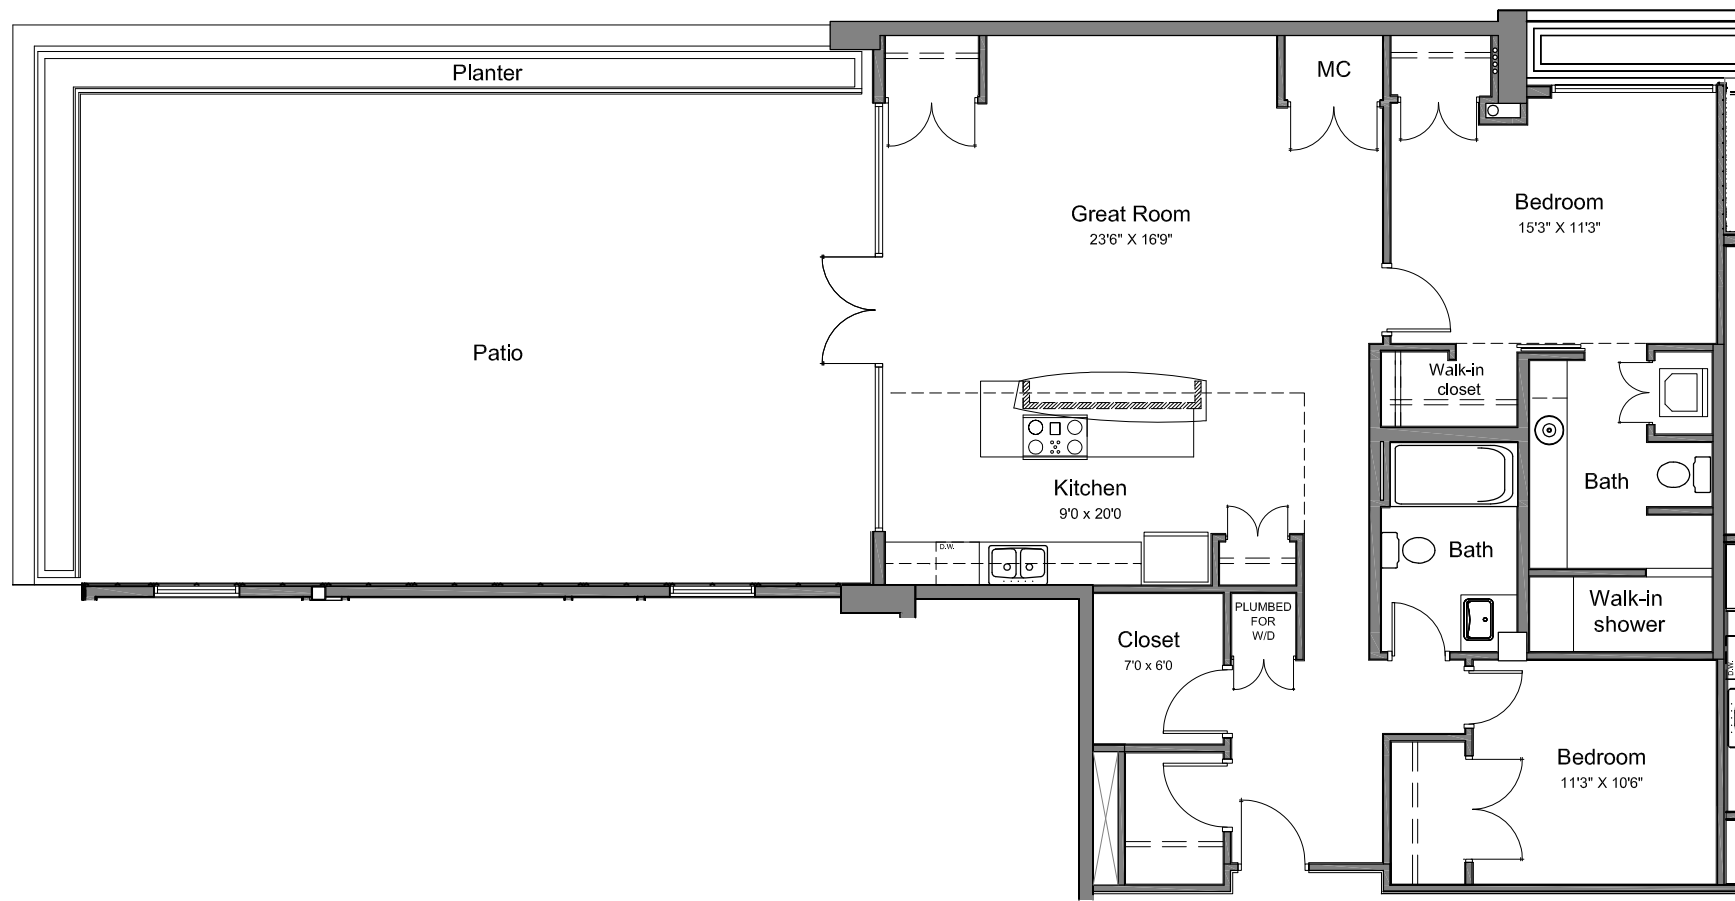 Planter
MC
Great Room
23'6" X 16'9"
Bedroom
15'3" X 11'3"
Patio
Walk-in
closet
Kitchen
9'0 x 20'0
Bath
D.W.
Bath
Walk-in
shower
PLUMBED
FOR
W/D
Closet
7'0 x 6'0
D.W.
Bedroom
11'3" X 10'6"